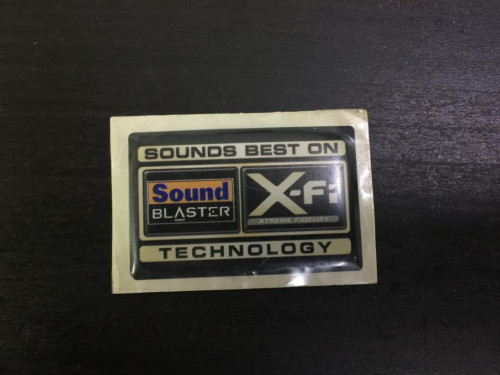 SOUNDS BEST ON
Sound
BLASTER
X-Fi
XTREME FIDELITY
TECHNOLOGY